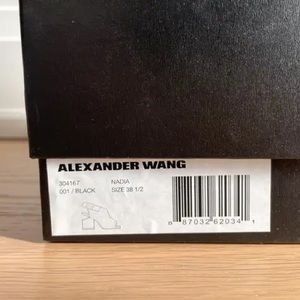 ALEXANDER WANG
304167 NADIA
001 / BLACK SIZE 38 1/2
8 87032 62034 1